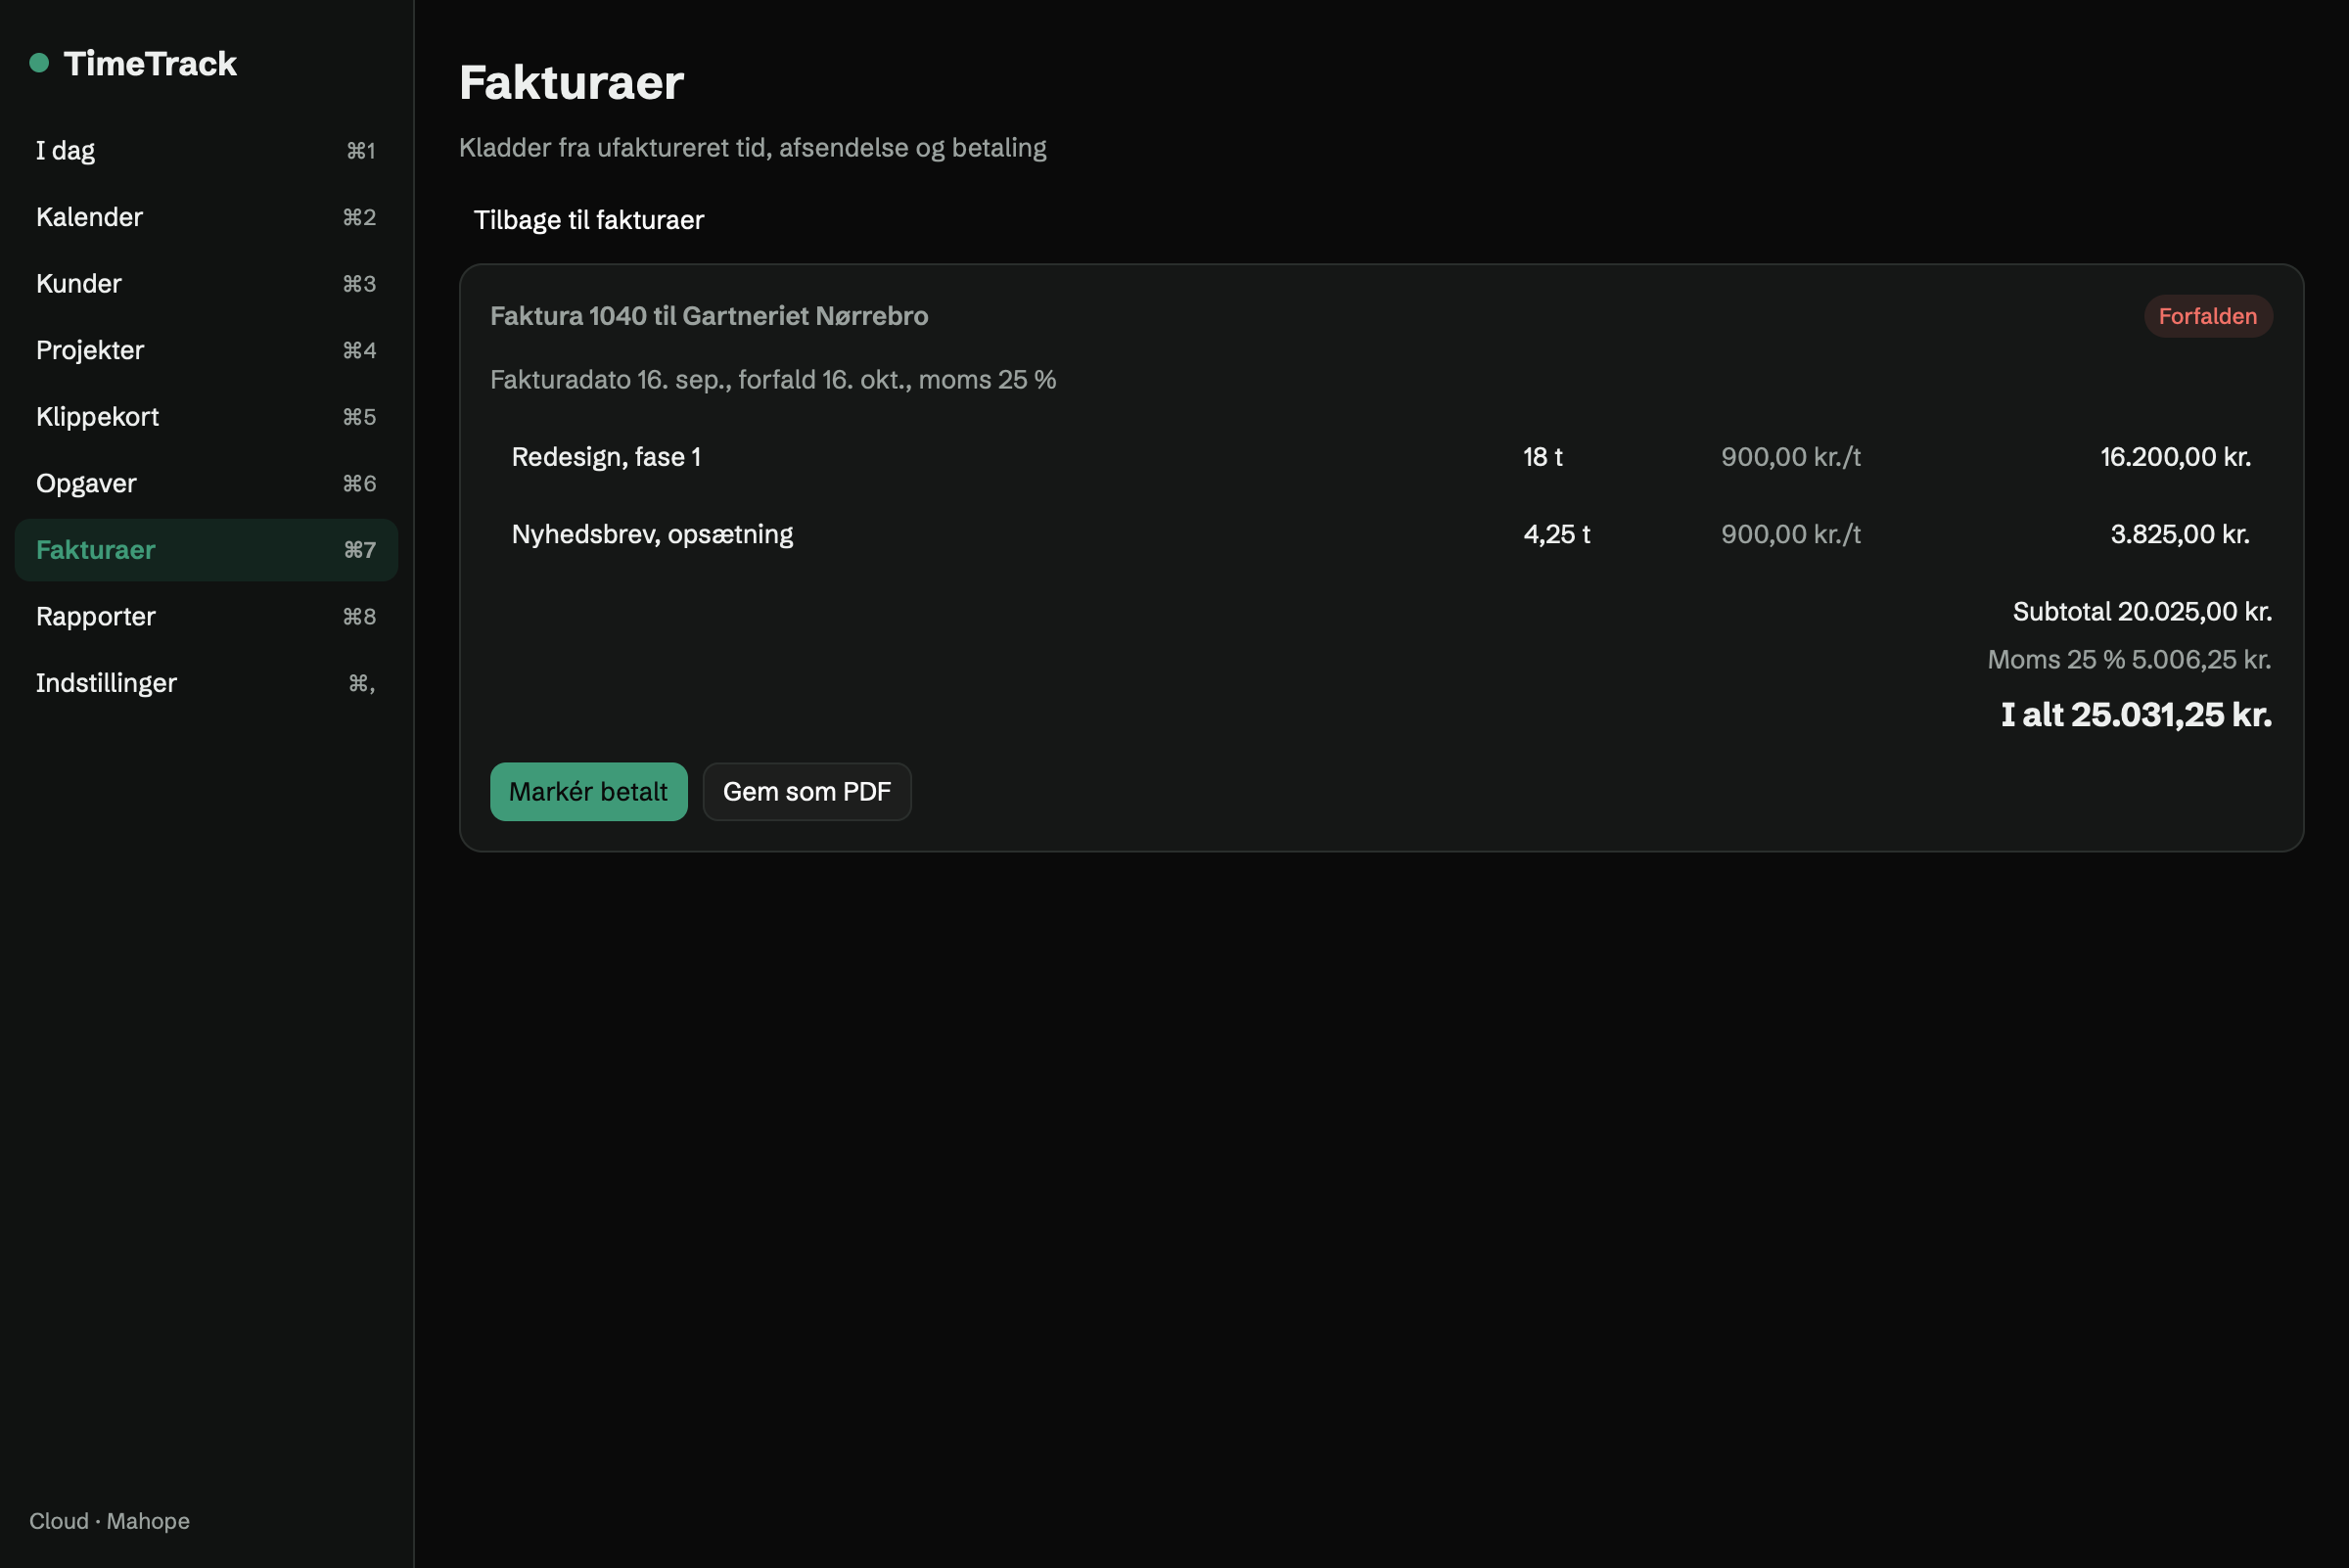 TimeTrack
I dag ⌘1
Kalender ⌘2
Kunder ⌘3
Projekter ⌘4
Klippekort ⌘5
Opgaver ⌘6
Fakturaer ⌘7
Rapporter ⌘8
Indstillinger ⌘,
Cloud · Mahope
Fakturaer
Kladder fra ufaktureret tid, afsendelse og betaling
Tilbage til fakturaer
Faktura 1040 til Gartneriet Nørrebro Forfalden
Fakturadato 16. sep., forfald 16. okt., moms 25 %
Redesign, fase 1 18 t 900,00 kr./t 16.200,00 kr.
Nyhedsbrev, opsætning 4,25 t 900,00 kr./t 3.825,00 kr.
Subtotal 20.025,00 kr.
Moms 25 % 5.006,25 kr.
I alt 25.031,25 kr.
Markér betalt Gem som PDF